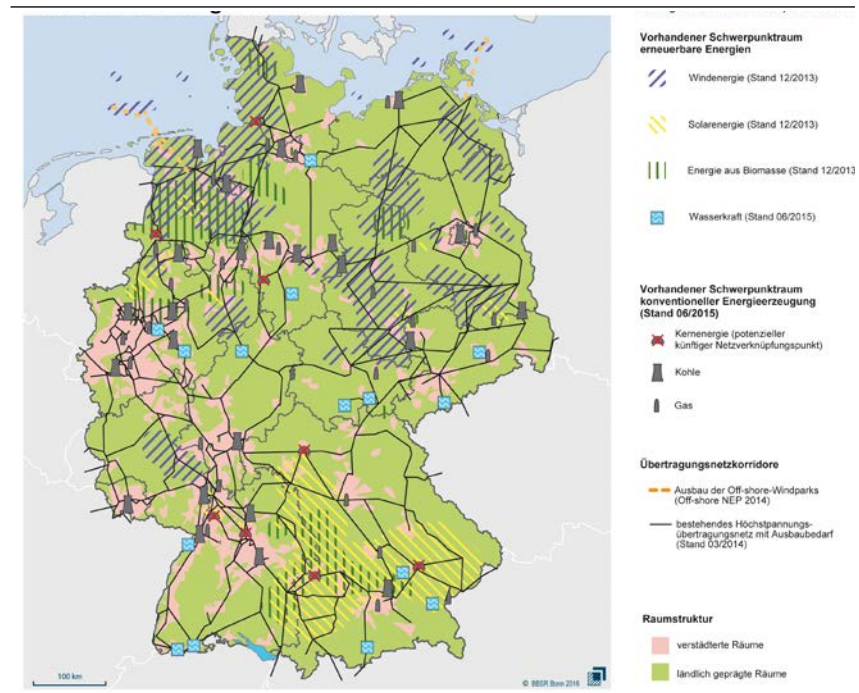 Vorhandener Schwerpunktraum
erneuerbare Energien
Windenergie (Stand 12/2013)
Solarenergie (Stand 12/2013)
Energie aus Biomasse (Stand 12/2013
Wasserkraft (Stand 06/2015)
Vorhandener Schwerpunktraum
konventioneller Energieerzeugung
(Stand 06/2015)
Kernenergie (potenzieller
künftiger Netzverknüpfungspunkt)
Kohle
Gas
Übertragungsnetzkorridore
Ausbau der Off-shore-Windparks
(Off-shore NEP 2014)
bestehendes Höchstpannungs-
übertragungsnetz mit Ausbaubedarf
(Stand 03/2014)
Raumstruktur
verstädterte Räume
ländlich geprägte Räume
100 km
© BBSR Bonn 2016